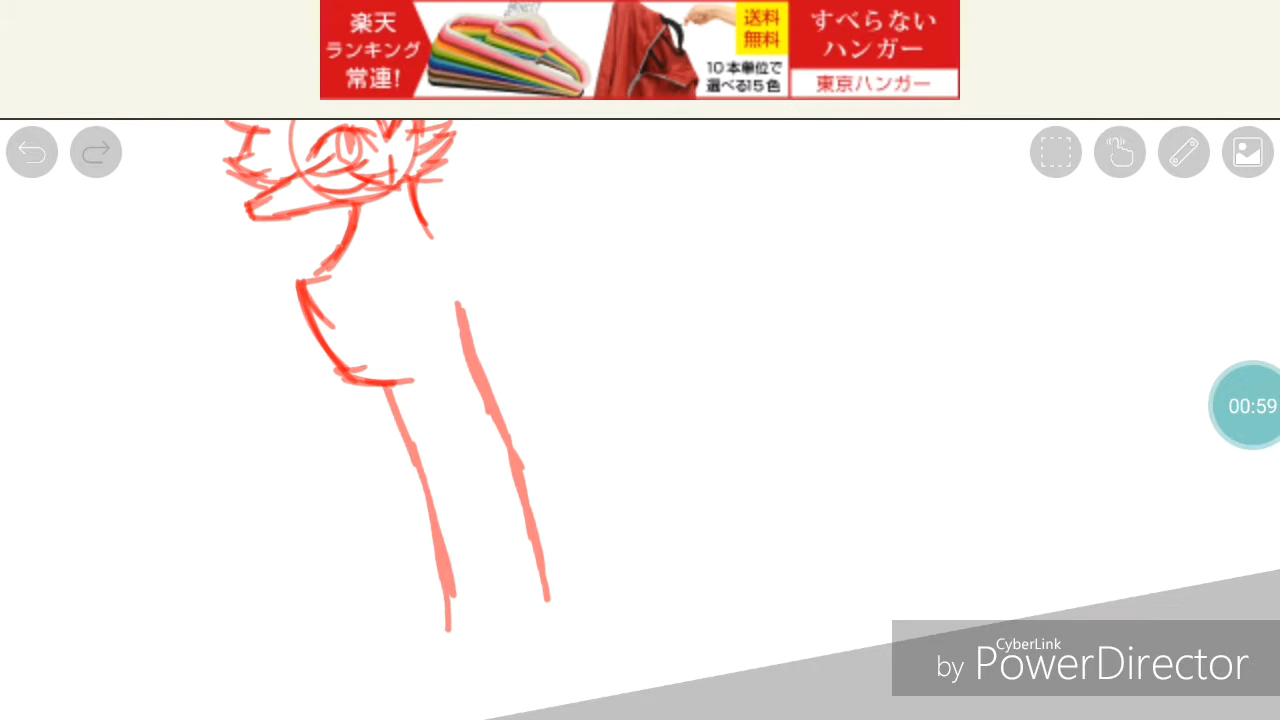 楽天
ランキング
常連!
送料
無料
10本単位で
選べる15色
すべらない
ハンガー
東京ハンガー
00:59
CyberLink
by PowerDirector